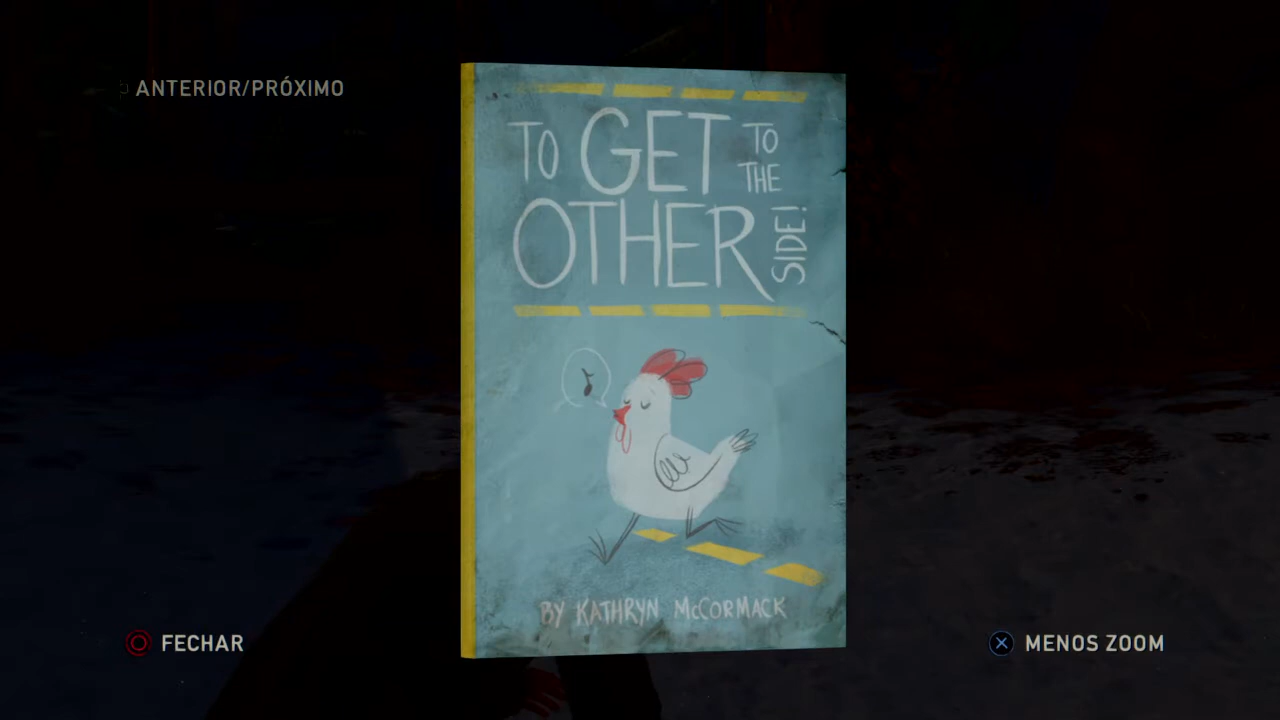 ANTERIOR/PRÓXIMO
TO GET TO
THE
OTHER SIDE!
BY KATHRYN McCORMACK
FECHAR
MENOS ZOOM